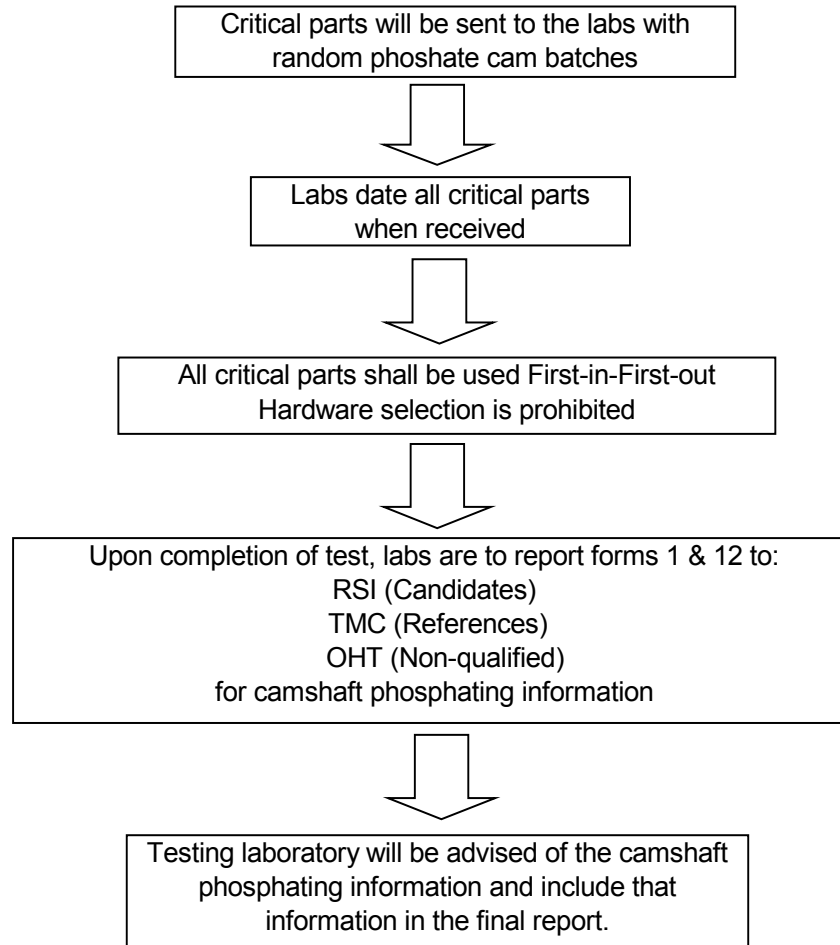 Critical parts will be sent to the labs with
random phoshate cam batches
Labs date all critical parts
when received
All critical parts shall be used First-in-First-out
Hardware selection is prohibited
Upon completion of test, labs are to report forms 1 & 12 to:
RSI (Candidates)
TMC (References)
OHT (Non-qualified)
for camshaft phosphating information
Testing laboratory will be advised of the camshaft
phosphating information and include that
information in the final report.